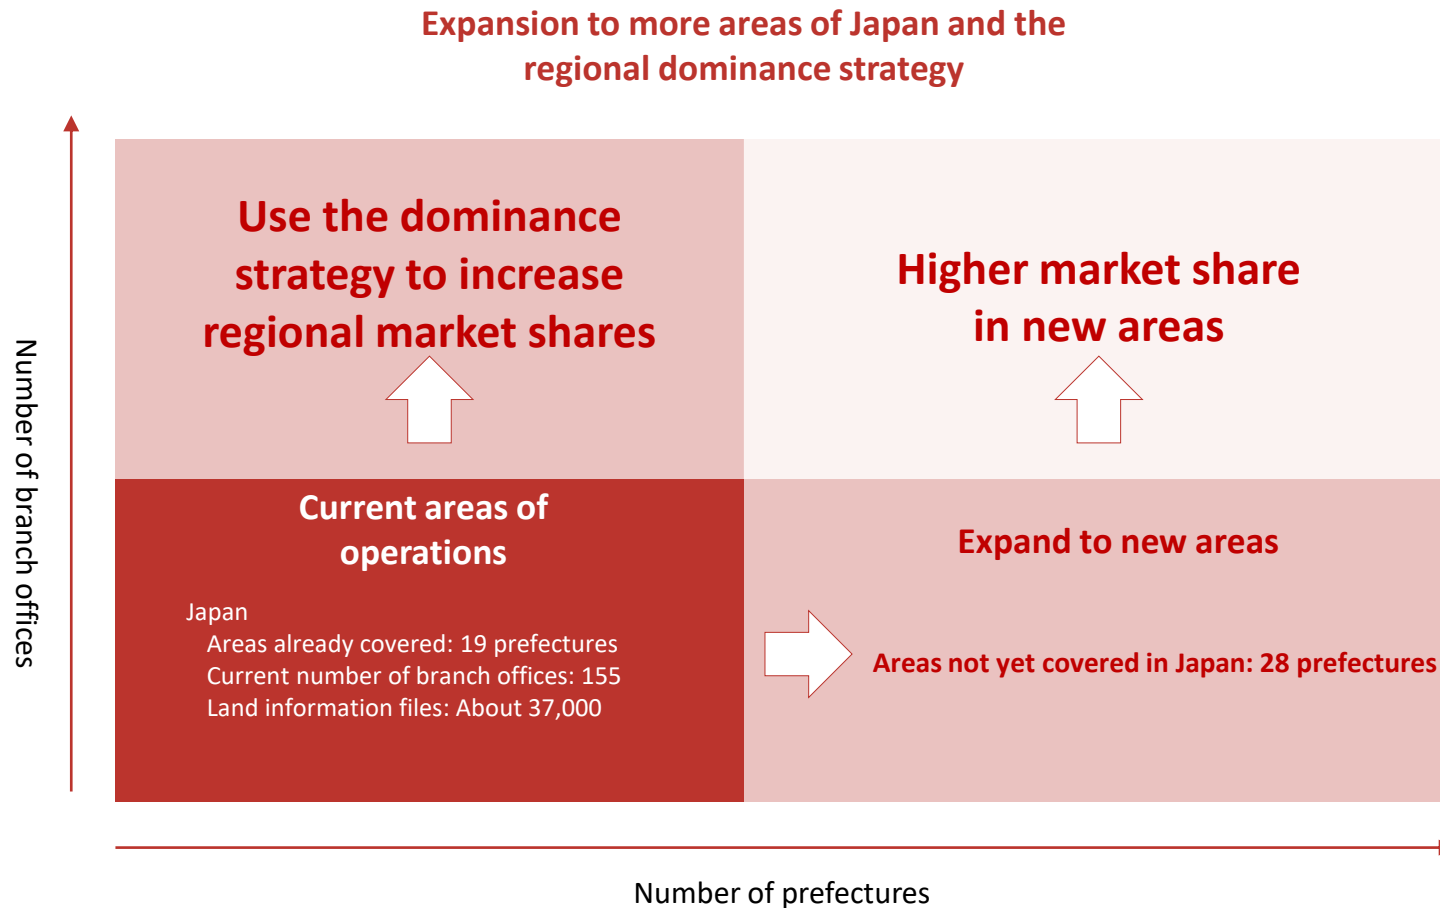 Expansion to more areas of Japan and the
regional dominance strategy
Use the dominance
strategy to increase
regional market shares
Higher market share
in new areas
Number of branch offices
Current areas of
operations
Japan
Areas already covered: 19 prefectures
Current number of branch offices: 155
Land information files: About 37,000
Expand to new areas
Areas not yet covered in Japan: 28 prefectures
Number of prefectures